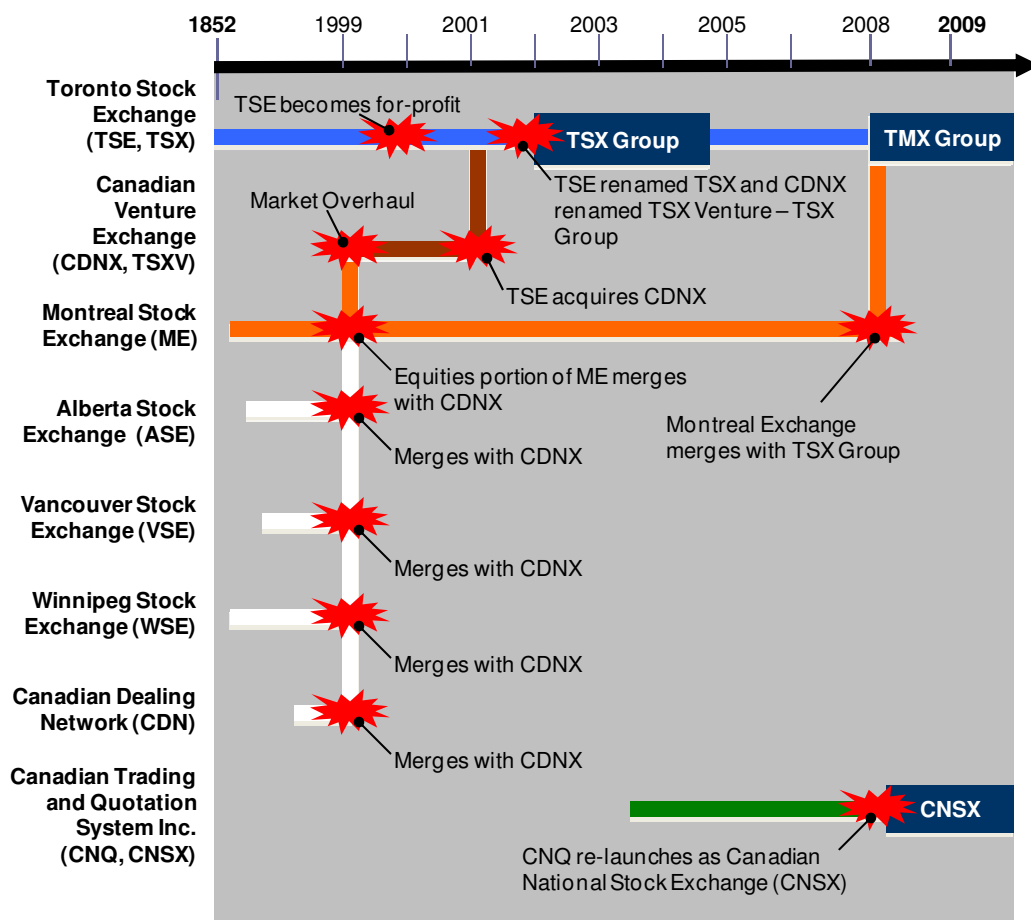 1852 1999 2001 2003 2005 2008 2009
Toronto Stock
Exchange
(TSE, TSX)
TSE becomes for-profit
TSX Group
TMX Group
TSE renamed TSX and CDNX
renamed TSX Venture – TSX
Group
Canadian
Venture
Exchange
(CDNX, TSXV)
Market Overhaul
TSE acquires CDNX
Montreal Stock
Exchange (ME)
Equities portion of ME merges
with CDNX
Montreal Exchange
merges with TSX Group
Alberta Stock
Exchange (ASE)
Merges with CDNX
Vancouver Stock
Exchange (VSE)
Merges with CDNX
Winnipeg Stock
Exchange (WSE)
Merges with CDNX
Canadian Dealing
Network (CDN)
Merges with CDNX
Canadian Trading
and Quotation
System Inc.
(CNQ, CNSX)
CNSX
CNQ re-launches as Canadian
National Stock Exchange (CNSX)